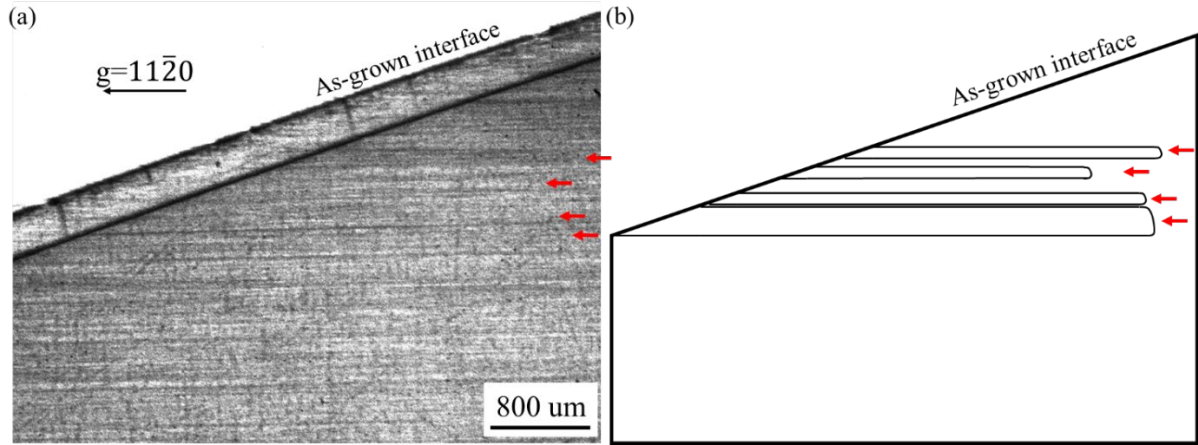 (a)
g=112̄0
As-grown interface
800 um
(b)
As-grown interface